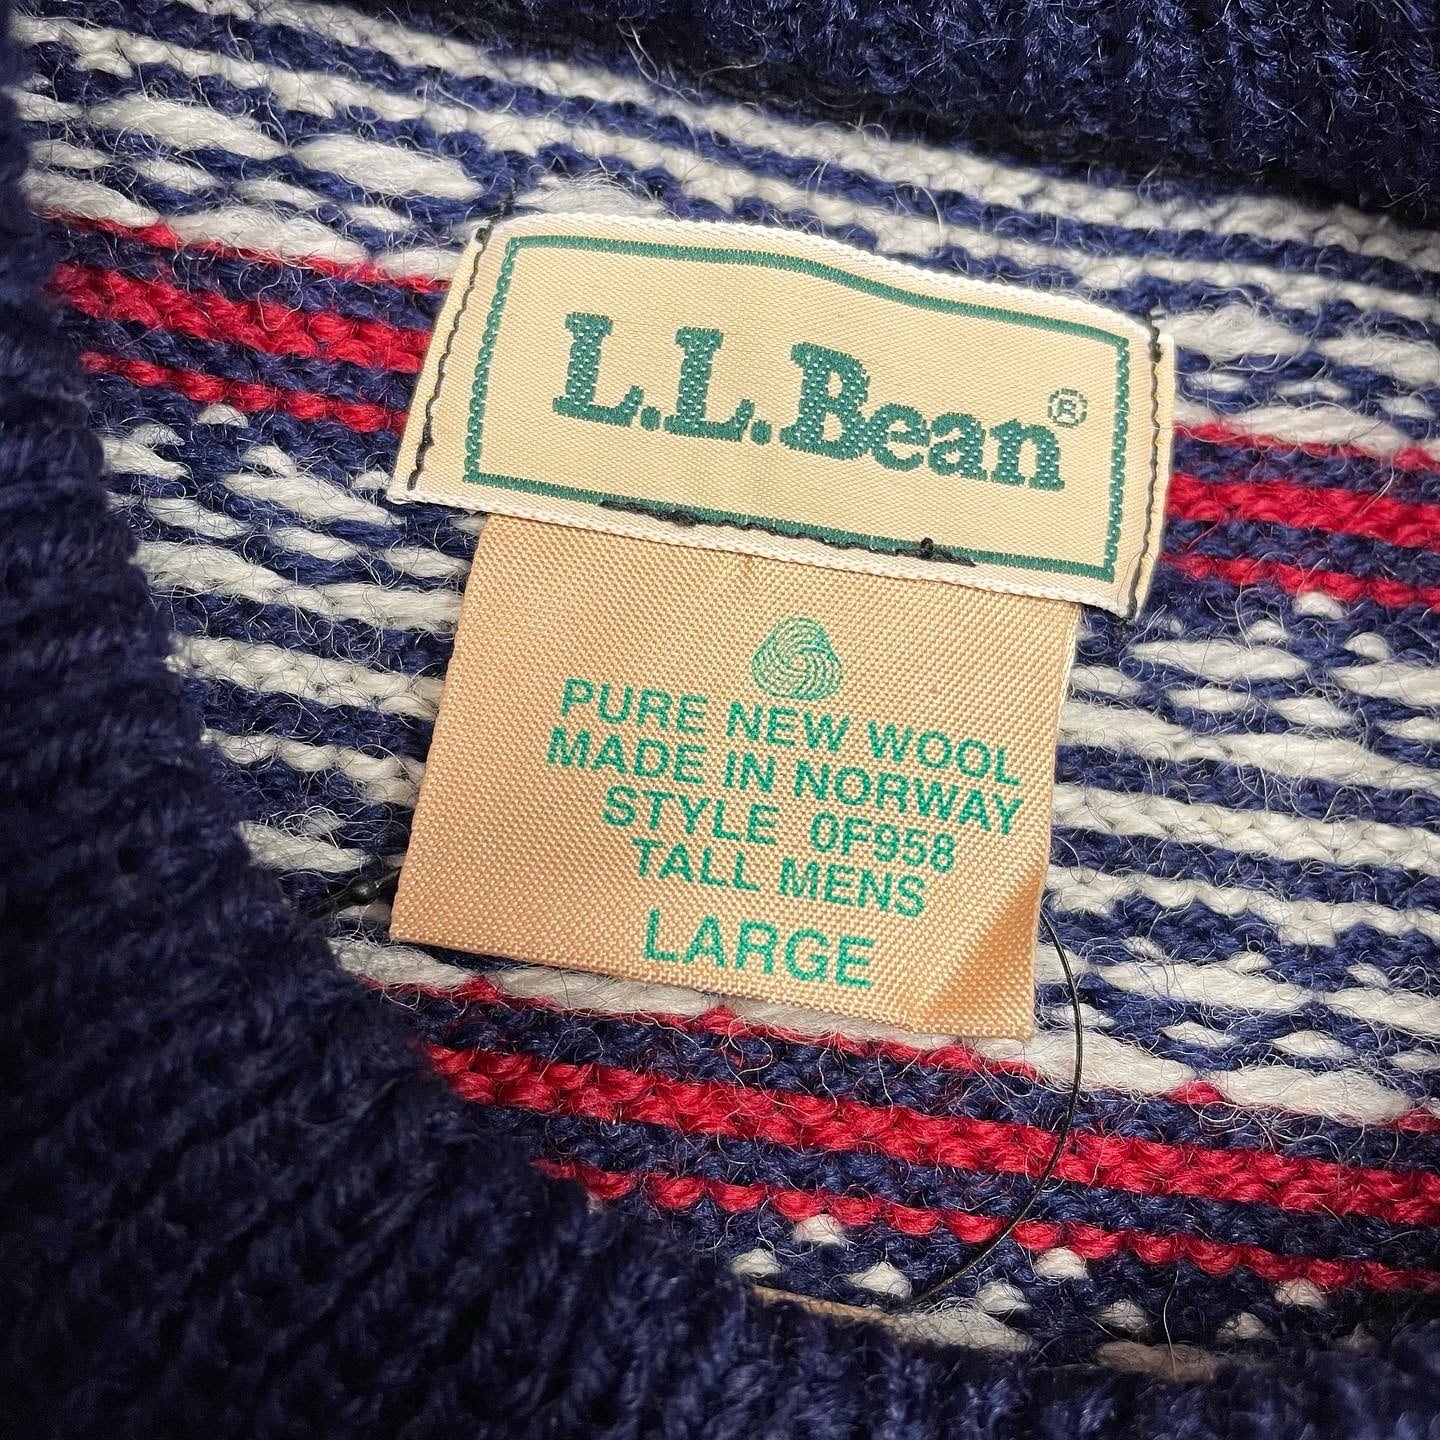 L.L.Bean®
PURE NEW WOOL
MADE IN NORWAY
STYLE 0F958
TALL MENS
LARGE